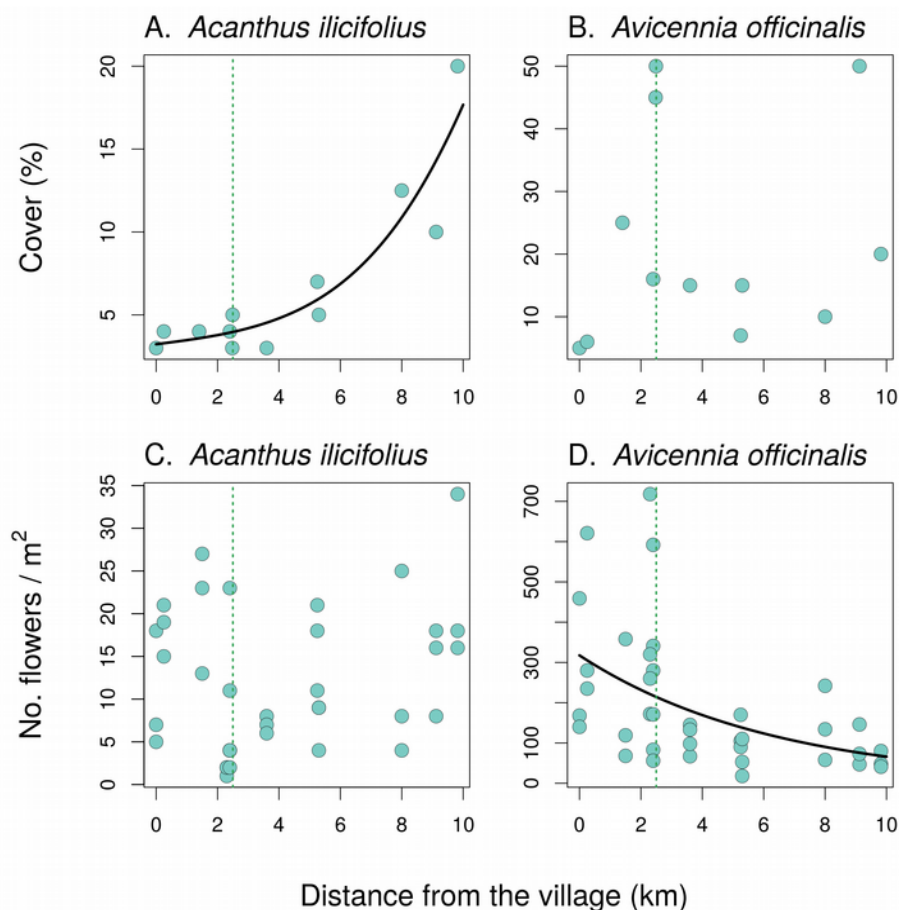 A. Acanthus ilicifolius
B. Avicennia officinalis
Cover (%)
20
15
10
5
0 2 4 6 8 10
50
40
30
20
10
0 2 4 6 8 10
C. Acanthus ilicifolius
D. Avicennia officinalis
No. flowers / m²
35
30
25
20
15
10
5
0
0 2 4 6 8 10
700
500
300
100
0
0 2 4 6 8 10
Distance from the village (km)